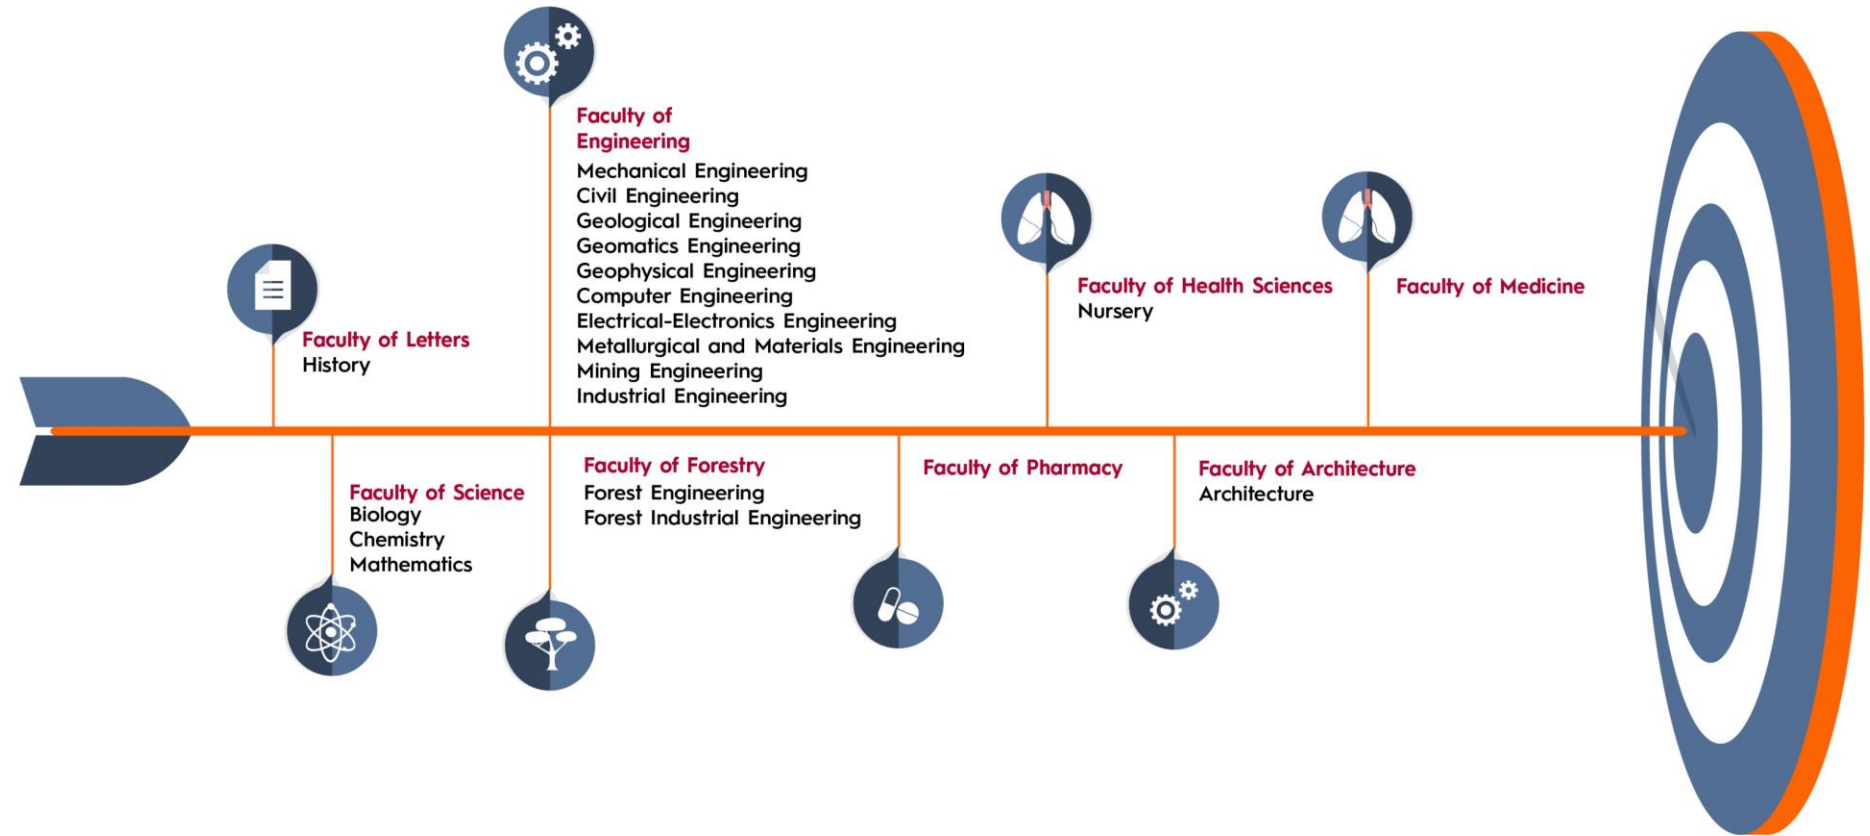 Faculty of
Engineering
Mechanical Engineering
Civil Engineering
Geological Engineering
Geomatics Engineering
Geophysical Engineering
Computer Engineering
Electrical-Electronics Engineering
Metallurgical and Materials Engineering
Mining Engineering
Industrial Engineering
Faculty of Health Sciences
Nursery
Faculty of Medicine
Faculty of Letters
History
Faculty of Science
Biology
Chemistry
Mathematics
Faculty of Forestry
Forest Engineering
Forest Industrial Engineering
Faculty of Pharmacy
Faculty of Architecture
Architecture